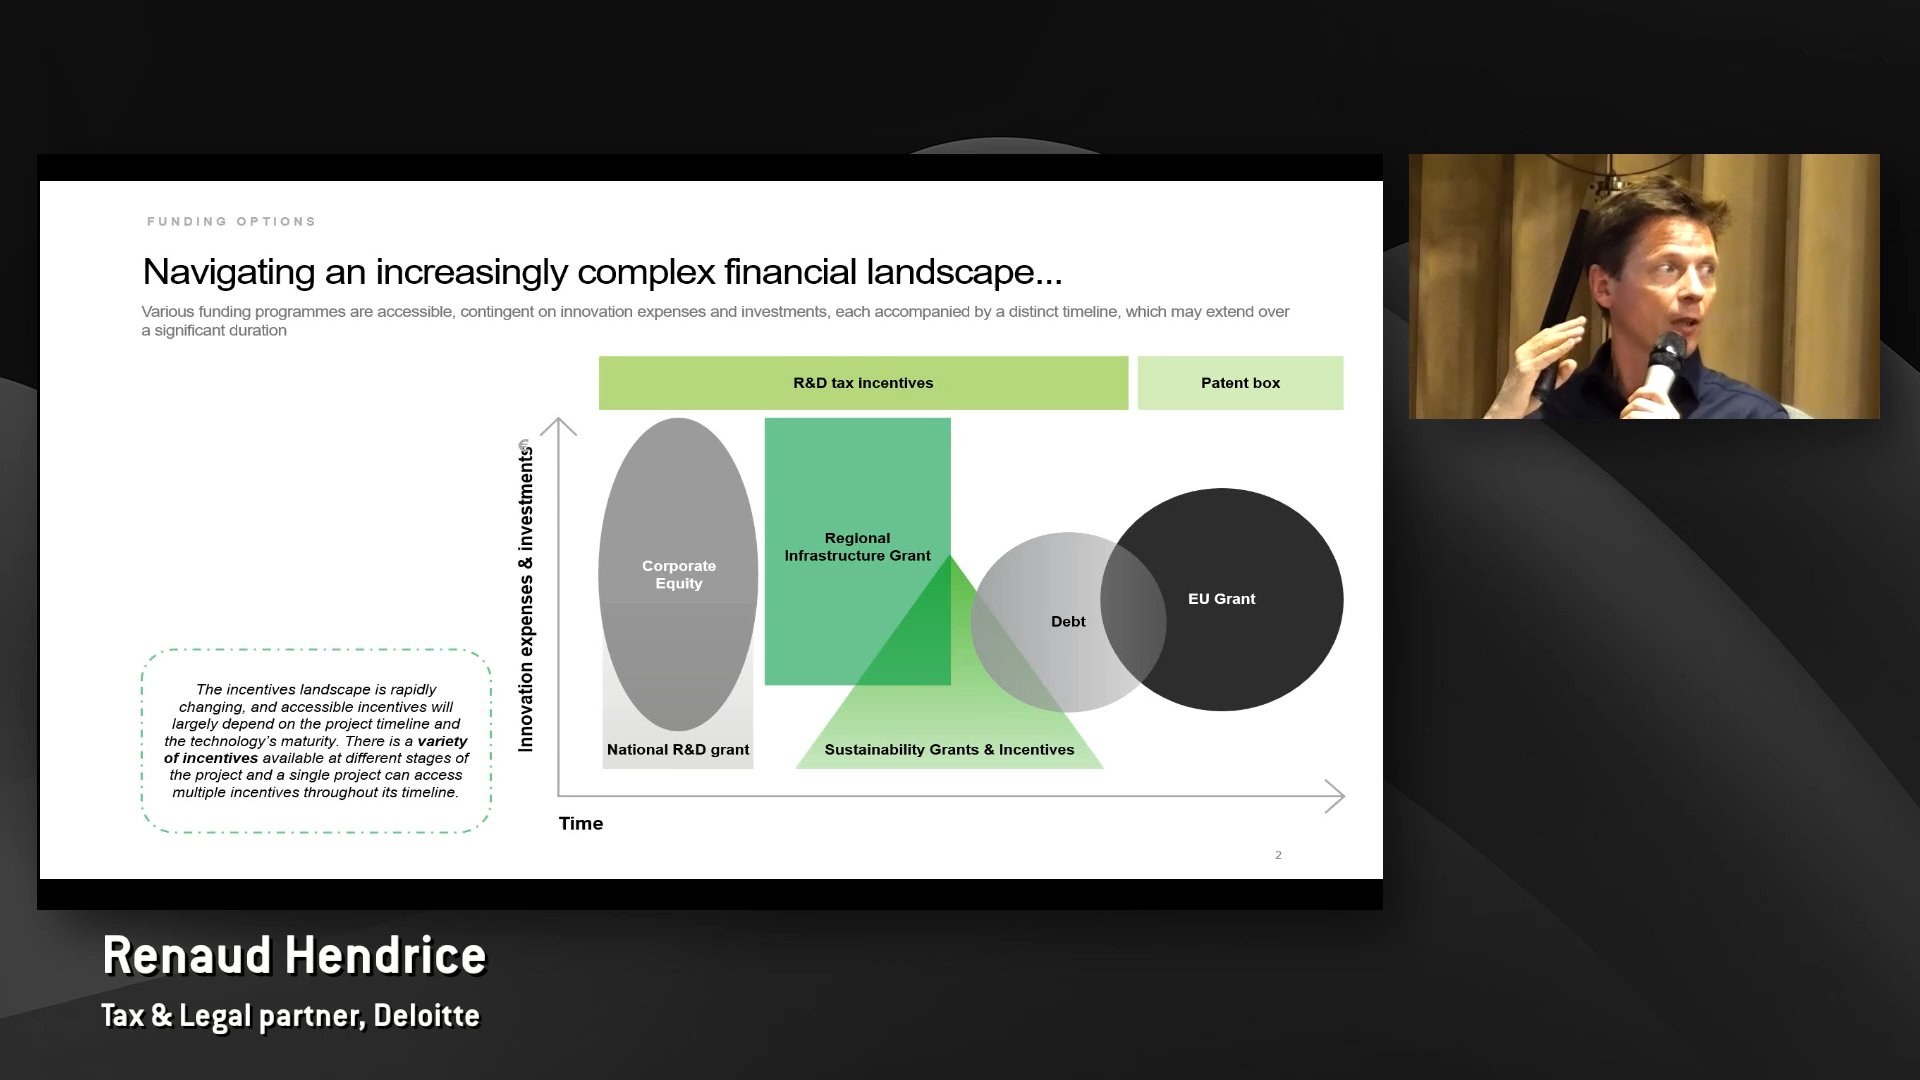 FUNDING OPTIONS
Navigating an increasingly complex financial landscape...
Various funding programmes are accessible, contingent on innovation expenses and investments, each accompanied by a distinct timeline, which may extend over
a significant duration
R&D tax incentives
Patent box
€
Innovation expenses & investments
Corporate
Equity
National R&D grant
Regional
Infrastructure Grant
Sustainability Grants & Incentives
Debt
EU Grant
Time
The incentives landscape is rapidly
changing, and accessible incentives will
largely depend on the project timeline and
the technology's maturity. There is a variety
of incentives available at different stages of
the project and a single project can access
multiple incentives throughout its timeline.
2
Renaud Hendrice
Tax & Legal partner, Deloitte